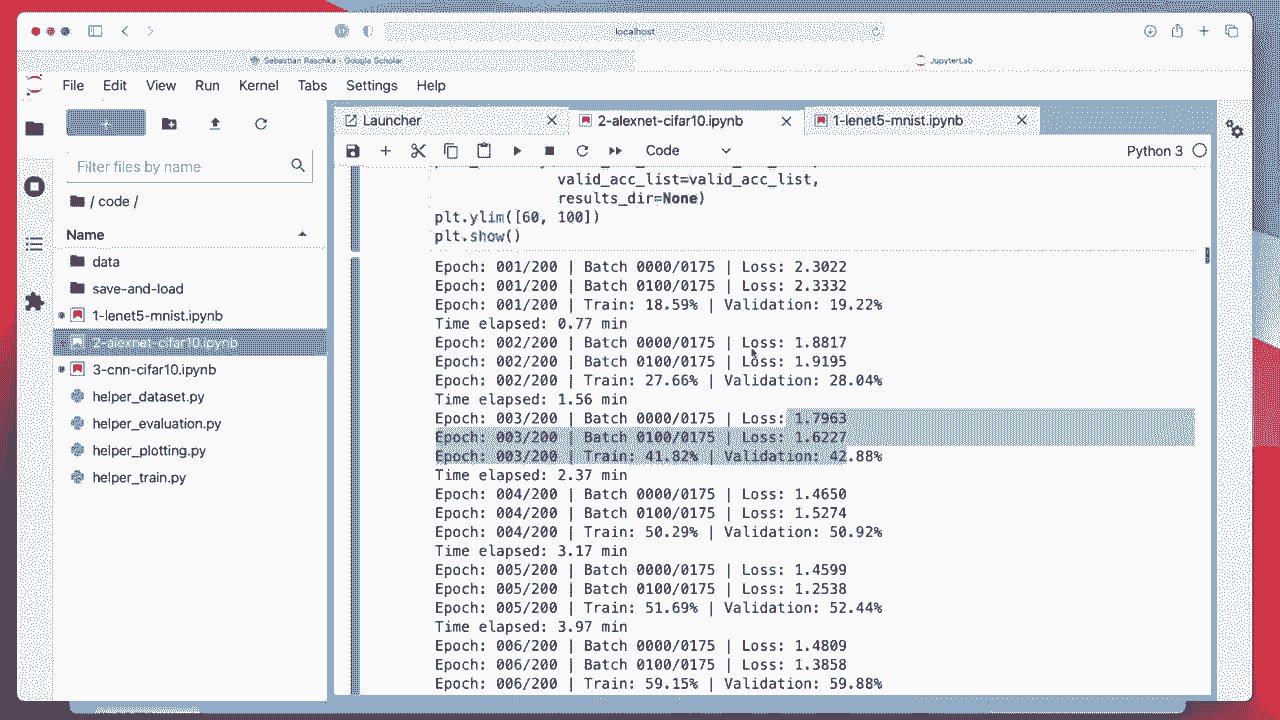 localhost
Sebastian Raschka - Google Scholar
JupyterLab
File Edit View Run Kernel Tabs Settings Help
Launcher
2-alexnet-cifar10.ipynb
1-lenet5-mnist.ipynb
Code
Python 3
Filter files by name
/ code /
Name
data
save-and-load
1-lenet5-mnist.ipynb
2-alexnet-cifar10.ipynb
3-cnn-cifar10.ipynb
helper_dataset.py
helper_evaluation.py
helper_plotting.py
helper_train.py
valid_acc_list=valid_acc_list,
results_dir=None)
plt.ylim([60, 100])
plt.show()
Epoch: 001/200 | Batch 0000/0175 | Loss: 2.3022
Epoch: 001/200 | Batch 0100/0175 | Loss: 2.3332
Epoch: 001/200 | Train: 18.59% | Validation: 19.22%
Time elapsed: 0.77 min
Epoch: 002/200 | Batch 0000/0175 | Loss: 1.8817
Epoch: 002/200 | Batch 0100/0175 | Loss: 1.9195
Epoch: 002/200 | Train: 27.66% | Validation: 28.04%
Time elapsed: 1.56 min
Epoch: 003/200 | Batch 0000/0175 | Loss: 1.7963
Epoch: 003/200 | Batch 0100/0175 | Loss: 1.6227
Epoch: 003/200 | Train: 41.82% | Validation: 42.88%
Time elapsed: 2.37 min
Epoch: 004/200 | Batch 0000/0175 | Loss: 1.4650
Epoch: 004/200 | Batch 0100/0175 | Loss: 1.5274
Epoch: 004/200 | Train: 50.29% | Validation: 50.92%
Time elapsed: 3.17 min
Epoch: 005/200 | Batch 0000/0175 | Loss: 1.4599
Epoch: 005/200 | Batch 0100/0175 | Loss: 1.2538
Epoch: 005/200 | Train: 51.69% | Validation: 52.44%
Time elapsed: 3.97 min
Epoch: 006/200 | Batch 0000/0175 | Loss: 1.4809
Epoch: 006/200 | Batch 0100/0175 | Loss: 1.3858
Epoch: 006/200 | Train: 59.15% | Validation: 59.88%